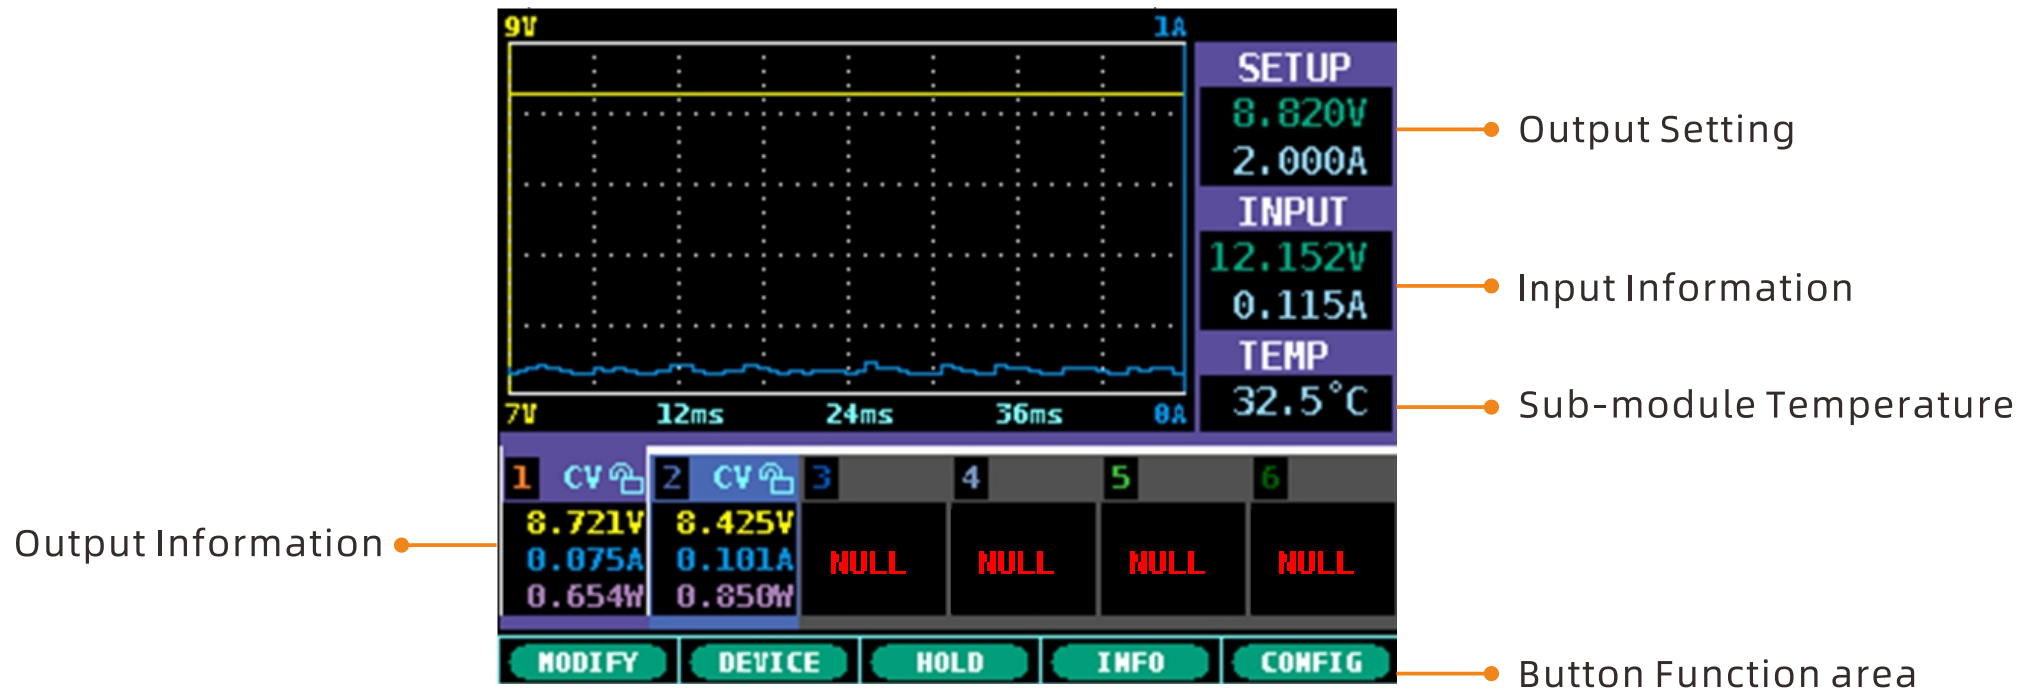 9V 1A
SETUP
8.820V
2.000A
Output Setting
INPUT
12.152V
0.115A
Input Information
TEMP
32.5°C
Sub-module Temperature
7V 12ms 24ms 36ms 0A
1 CV 2 CV 3 4 5 6
Output Information
8.721V 8.425V
0.075A 0.101A
NULL NULL NULL NULL
0.654W 0.850W
MODIFY DEVICE HOLD INFO CONFIG
Button Function area